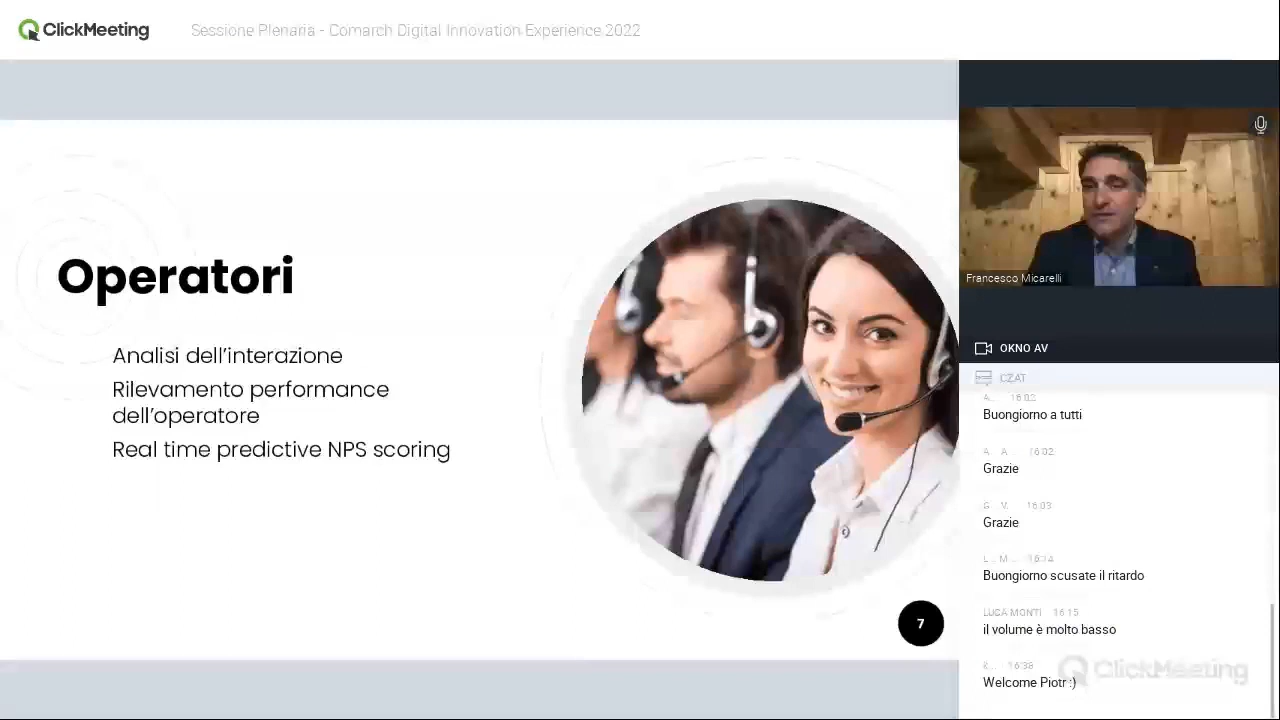 ClickMeeting
Sessione Plenaria - Comarch Digital Innovation Experience 2022
Operatori
Analisi dell'interazione
Rilevamento performance
dell'operatore
Real time predictive NPS scoring
7
Francesco Micarelli
OKNO AV
CZAT
16:02
Buongiorno a tutti
A... A... 16:02
Grazie
G... V... 16:03
Grazie
L... M... 16:14
Buongiorno scusate il ritardo
LUCA MONTI 16:15
il volume è molto basso
K... 16:38
Welcome Piotr :)
ClickMeeting